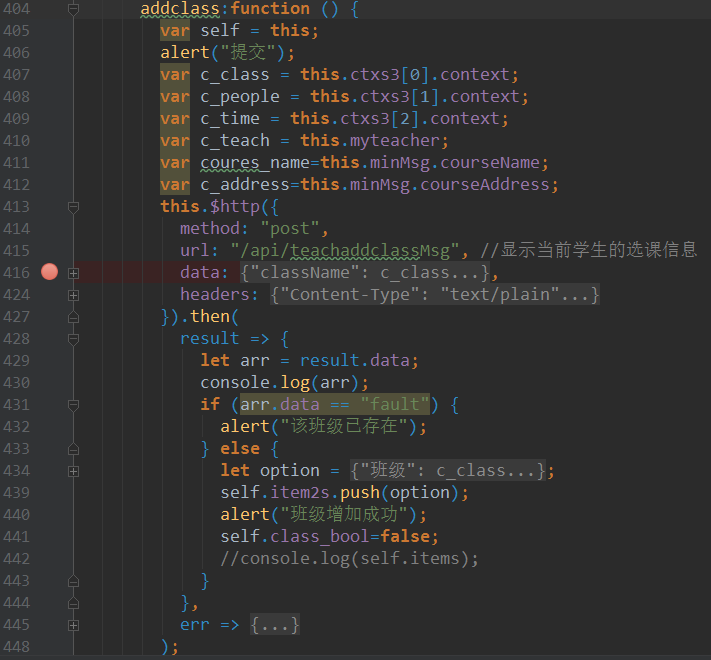 404 addclass:function () {
405 var self = this;
406 alert("提交");
407 var c_class = this.ctxs3[0].context;
408 var c_people = this.ctxs3[1].context;
409 var c_time = this.ctxs3[2].context;
410 var c_teach = this.myteacher;
411 var coures_name=this.minMsg.courseName;
412 var c_address=this.minMsg.courseAddress;
413 this.$http({
414 method: "post",
415 url: "/api/teachaddclassMsg", //显示当前学生的选课信息
416 data: {"className": c_class...},
424 headers: {"Content-Type": "text/plain"...}
427 }).then(
428 result => {
429 let arr = result.data;
430 console.log(arr);
431 if (arr.data == "fault") {
432 alert("该班级已存在");
433 } else {
434 let option = {"班级": c_class...};
439 self.item2s.push(option);
440 alert("班级增加成功");
441 self.class_bool=false;
442 //console.log(self.items);
443 }
444 },
445 err => {...}
448 );